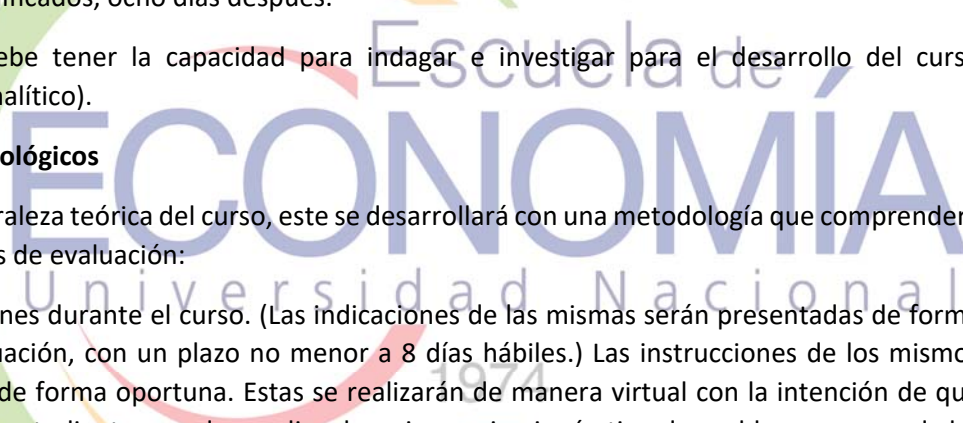 ocho días después.
ebe tener la capacidad para indagar e investigar para el desarrollo del curs
nalítico).
Escuela de
ECONOMÍA
Universidad Nacional
1974
ológicos
raleza teórica del curso, este se desarrollará con una metodología que comprender
s de evaluación:
nes durante el curso. (Las indicaciones de las mismas serán presentadas de form
uación, con un plazo no menor a 8 días hábiles.) Las instrucciones de los mismo
de forma oportuna. Estas se realizarán de manera virtual con la intención de qu